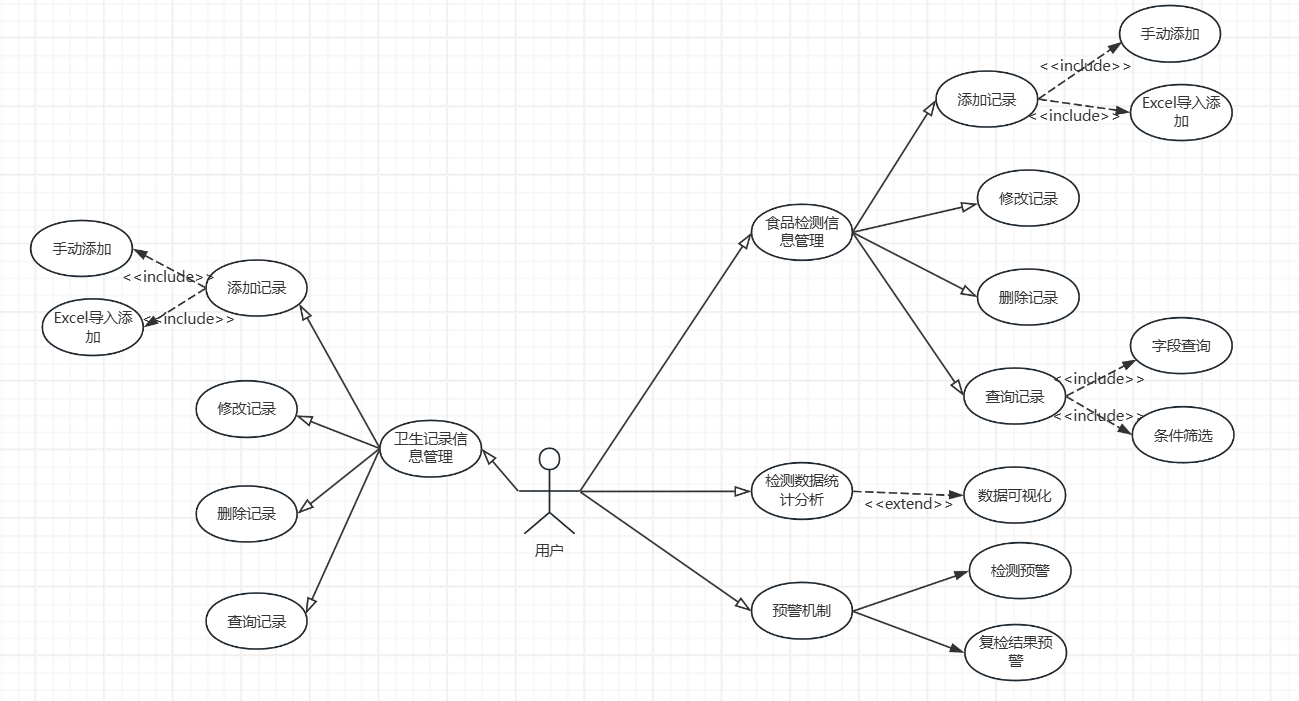 手动添加
<<include>>
添加记录
Excel导入添
加
<<include>>
修改记录
食品检测信
息管理
删除记录
字段查询
<<include>>
查询记录
<<include>>
条件筛选
手动添加
<<include>>
添加记录
Excel导入添
加
<<include>>
修改记录
卫生记录信
息管理
删除记录
查询记录
用户
检测数据统
计分析
<<extend>>
数据可视化
检测预警
预警机制
复检结果预
警